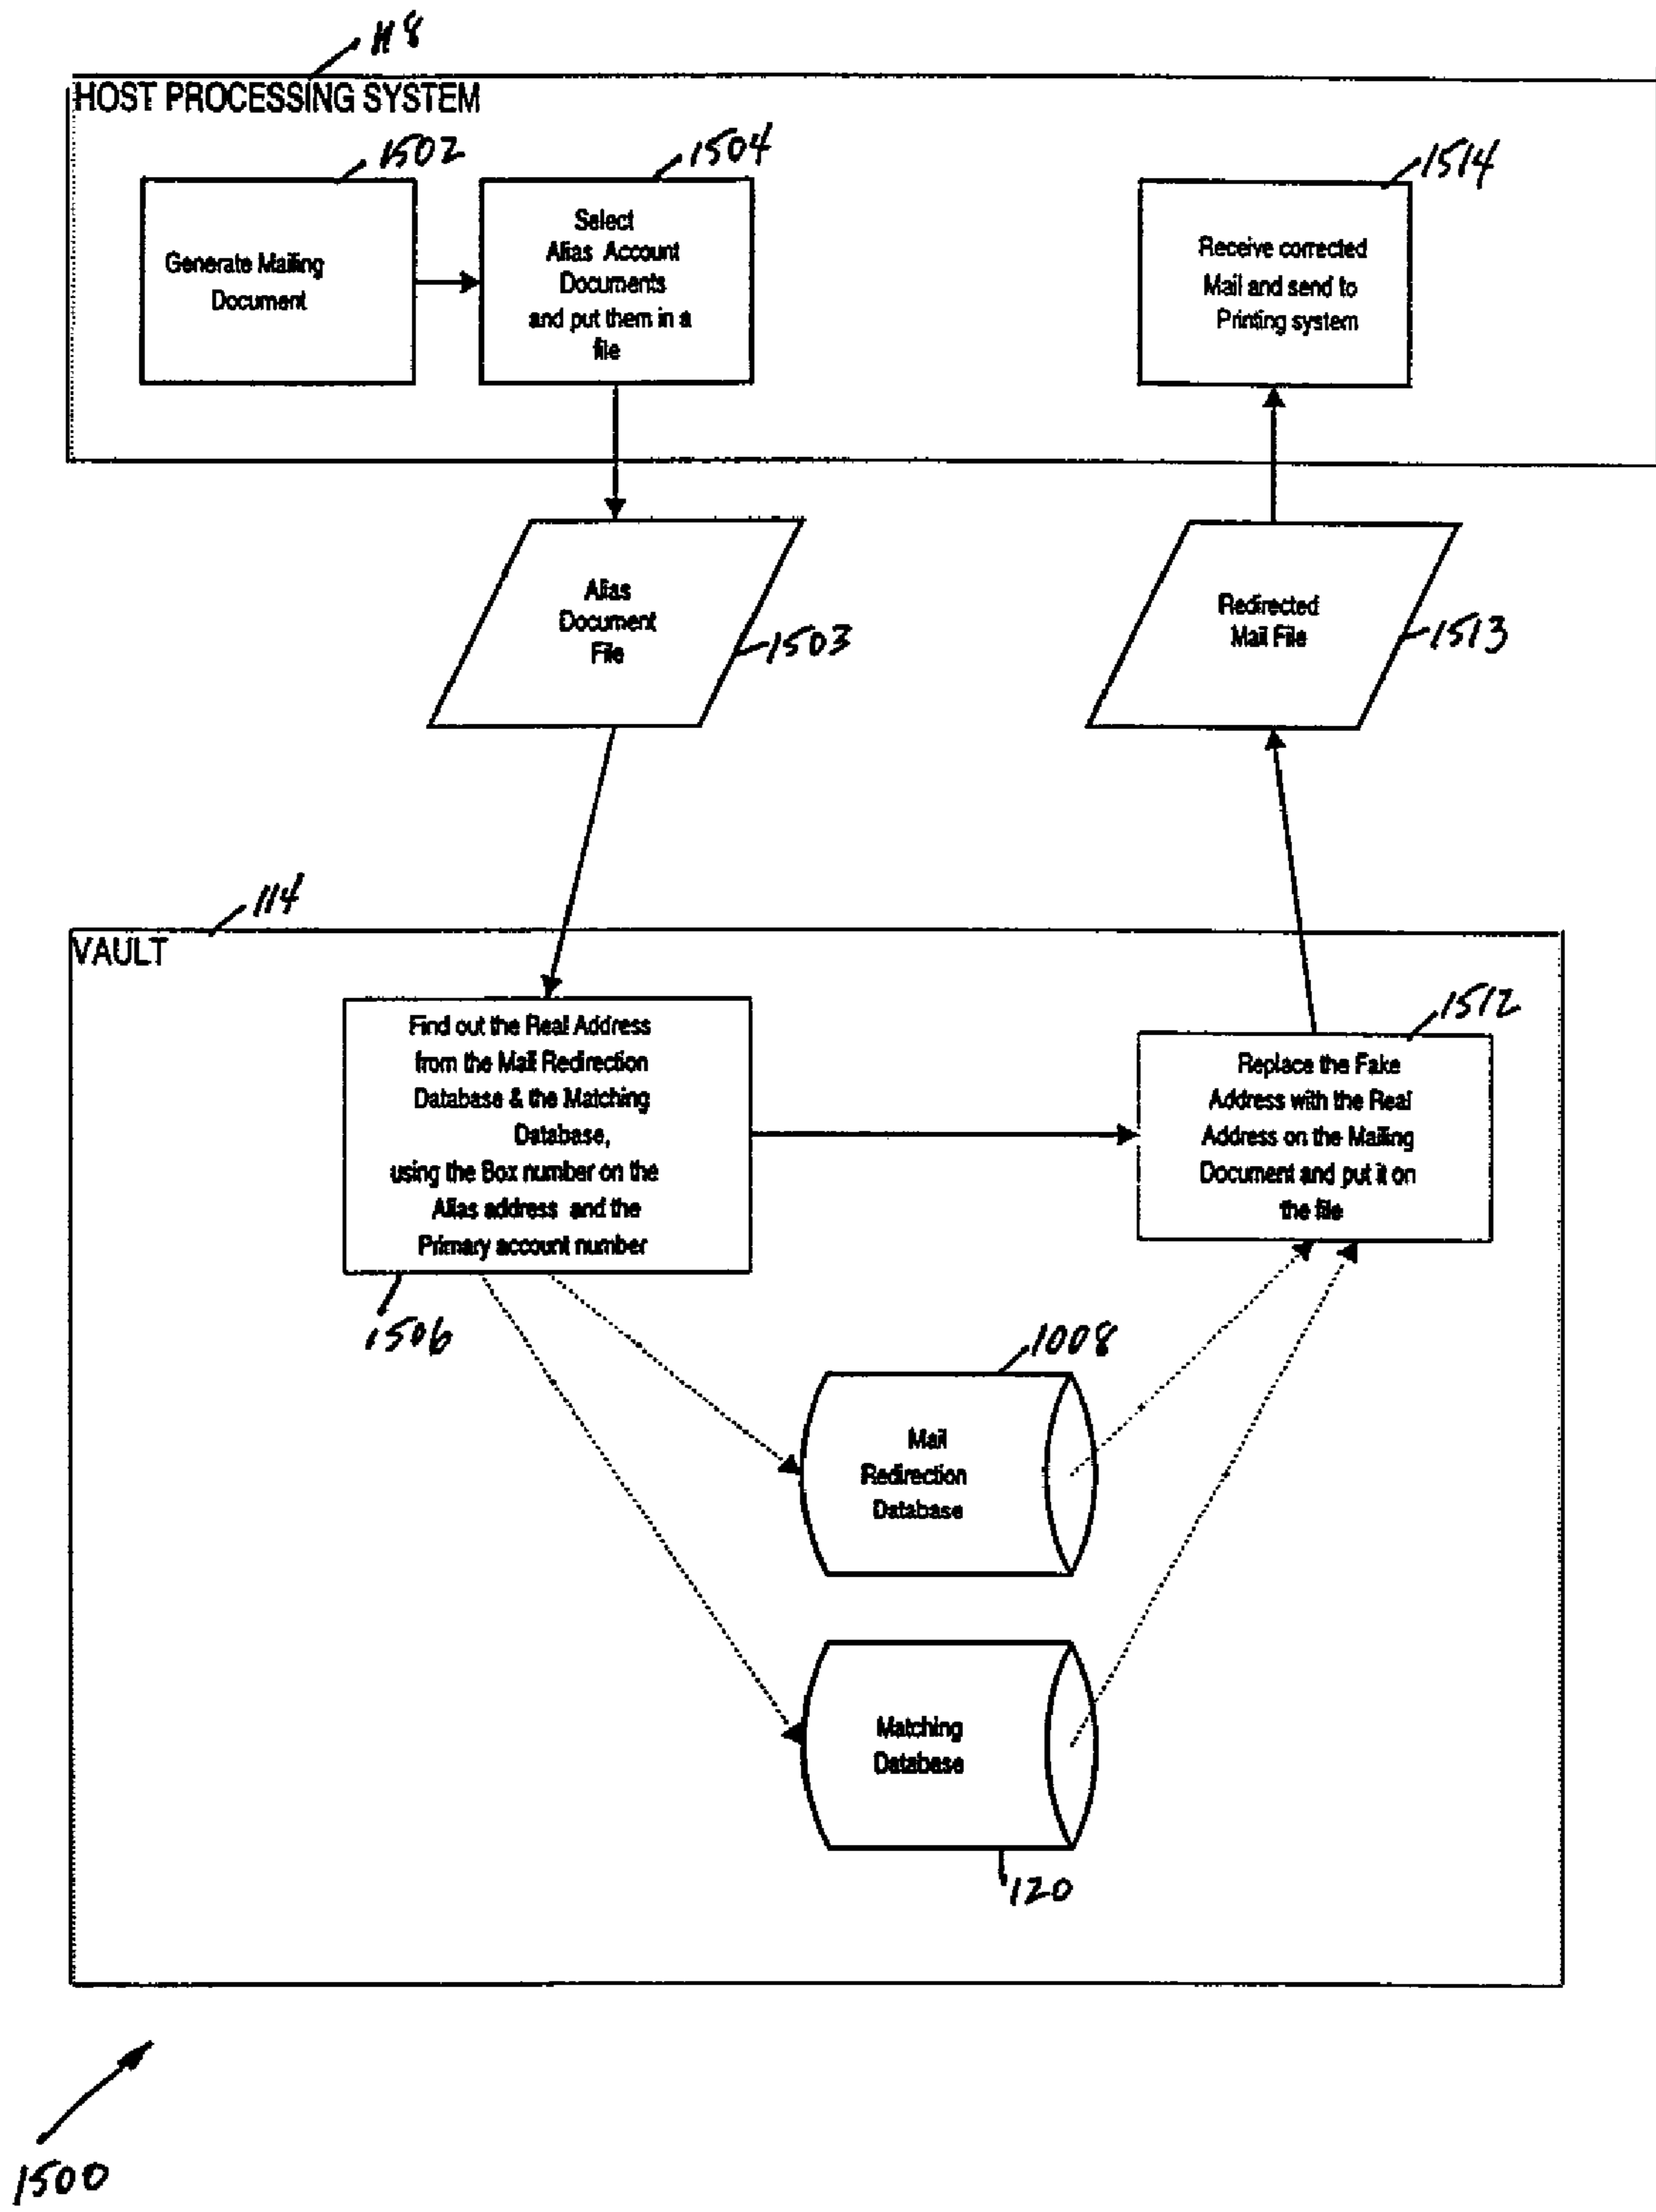 118
HOST PROCESSING SYSTEM
1502
1504
1514
Generate Mailing
Document
Select
Alias Account
Documents
and put them in a
file
Receive corrected
Mail and send to
Printing system
Alias
Document
File
1503
Redirected
Mail File
1513
114
VAULT
Find out the Real Address
from the Mail Redirection
Database & the Matching
Database,
using the Box number on the
Alias address and the
Primary account number
1506
1512
Replace the Fake
Address with the Real
Address on the Mailing
Document and put it on
the file
1008
Mail
Redirection
Database
Matching
Database
120
1500